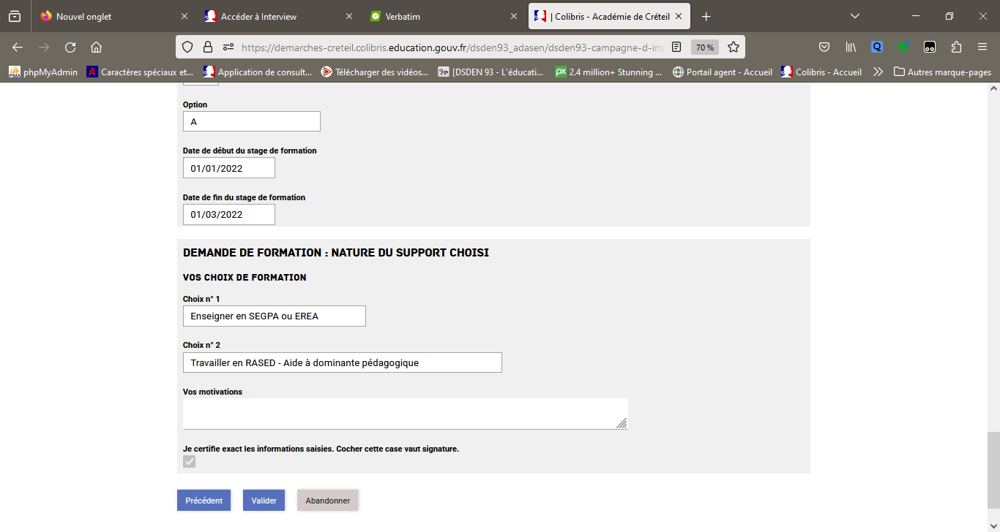 Nouvel onglet
Accéder à Interview
Verbatim
| Colibris - Académie de Créteil
https://demarches-creteil.colibris.education.gouv.fr/dsden93_adasen/dsden93-campagne-d-ins
70 %
phpMyAdmin
Caractères spéciaux et...
Application de consult...
Télécharger des vidéos...
[DSDEN 93 - L'éducati...
2.4 million+ Stunning ...
Portail agent - Accueil
Colibris - Accueil
Autres marque-pages
Option
A
Date de début du stage de formation
01/01/2022
Date de fin du stage de formation
01/03/2022
DEMANDE DE FORMATION : NATURE DU SUPPORT CHOISI
VOS CHOIX DE FORMATION
Choix n° 1
Enseigner en SEGPA ou EREA
Choix n° 2
Travailler en RASED - Aide à dominante pédagogique
Vos motivations
Je certifie exact les informations saisies. Cocher cette case vaut signature.
Précédent
Valider
Abandonner